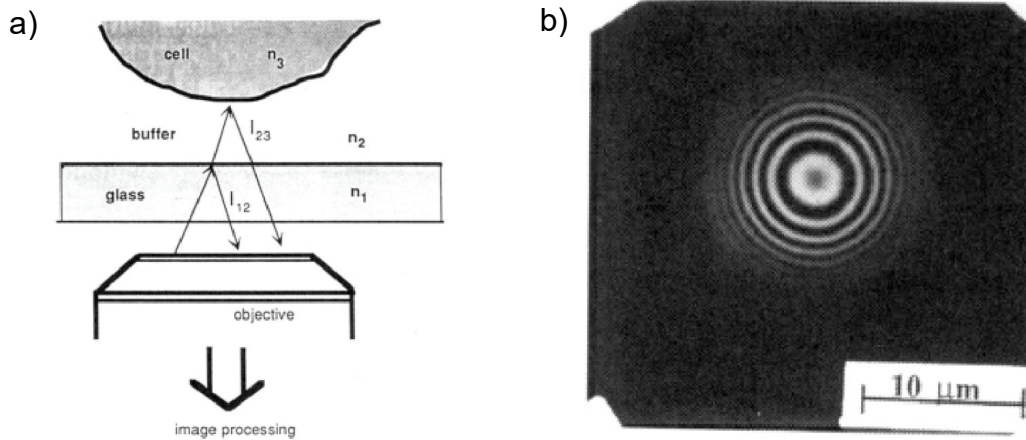 a)
cell n₃
buffer I₂₃ n₂
glass I₁₂ n₁
objective
image processing
b)
10 μm